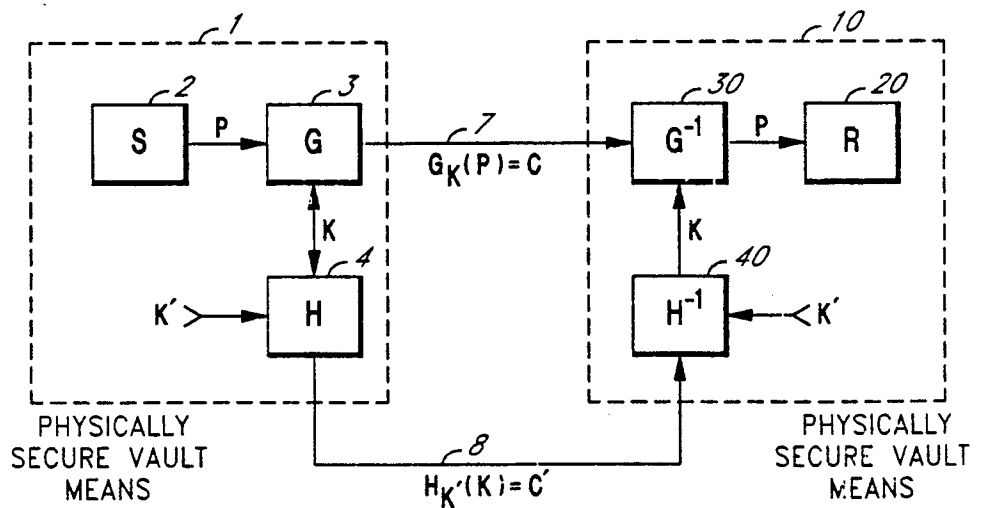 1
10
2
3
30
20
S
P
G
7
G_K(P)=C
G⁻¹
P
R
K
K
4
40
K′
H
H⁻¹
K′
PHYSICALLY
SECURE VAULT
MEANS
8
H_K′(K)=C′
PHYSICALLY
SECURE VAULT
MEANS